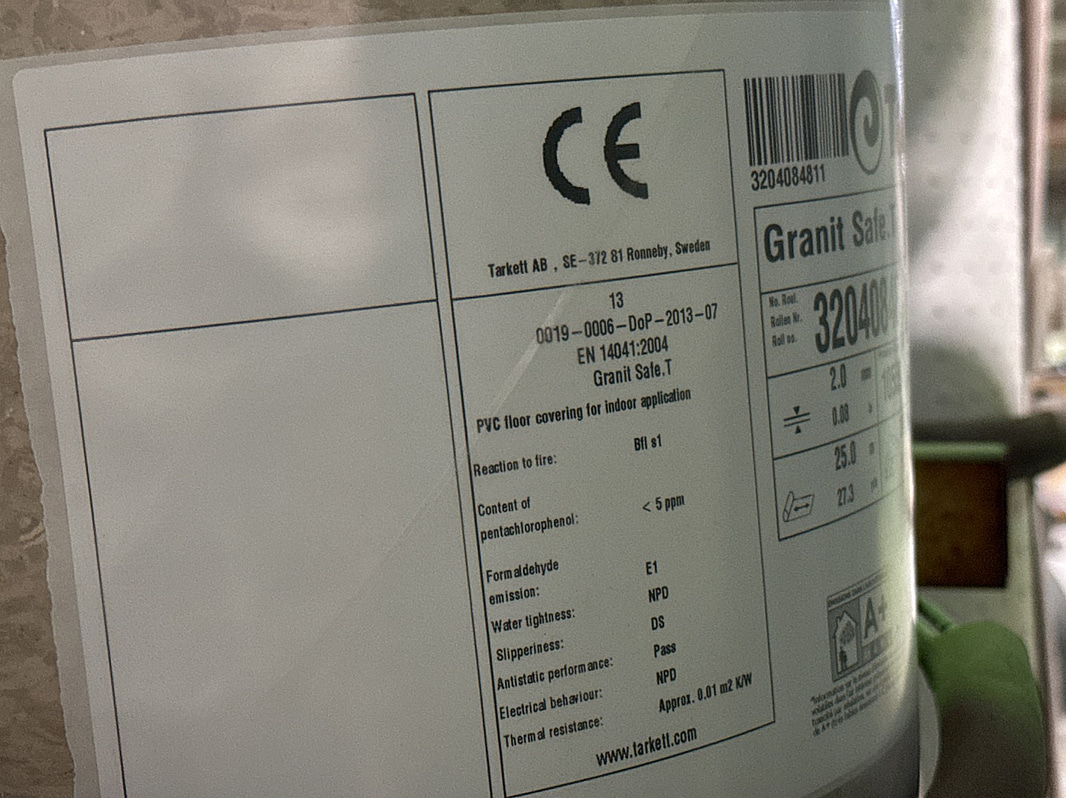 CE
Tarkett AB , SE-372 81 Ronneby, Sweden
13
0019-0006-DoP-2013-07
EN 14041:2004
Granit Safe.T
PVC floor covering for indoor application
Reaction to fire: Bfl s1
Content of
pentachlorophenol: < 5 ppm
Formaldehyde
emission: E1
Water tightness: NPD
Slipperiness: DS
Antistatic performance: Pass
Electrical behaviour: NPD
Thermal resistance: Approx. 0.01 m2 K/W
www.tarkett.com
3204084811
Granit Safe.T
No. Roul.
Rollen Nr.
Roll no.
320408
2.0 mm
0.08
25.0 m
27.3 yds
A+